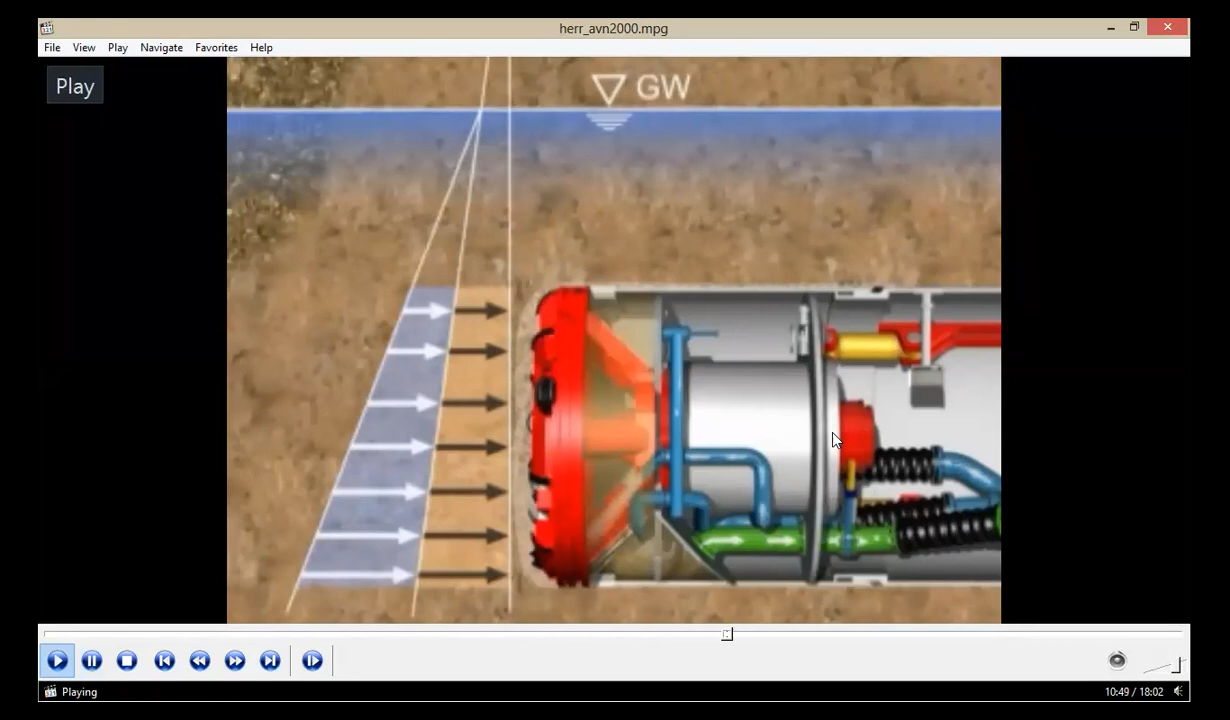 herr_avn2000.mpg
File View Play Navigate Favorites Help
Play
GW
Playing
10:49 / 18:02